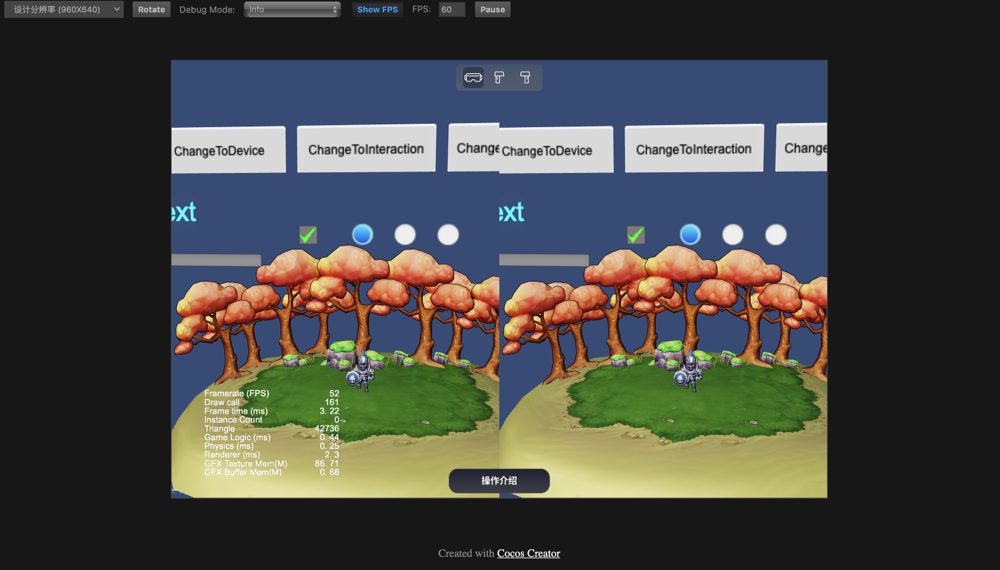 设计分辨率 (960X640) Rotate Debug Mode: Info Show FPS FPS: 60 Pause
ChangeToDevice ChangeToInteraction Change ChangeToDevice ChangeToInteraction Change
ext ext
Framerate (FPS) 52
Draw call 161
Frame time (ms) 3. 22
Instance Count 0
Triangle 42736
Game Logic (ms) 0. 44
Physics (ms) 0. 25
Renderer (ms) 2. 3
GFX Texture Mem(M) 86. 71
GFX Buffer Mem(M) 0. 68
操作介绍
Created with Cocos Creator